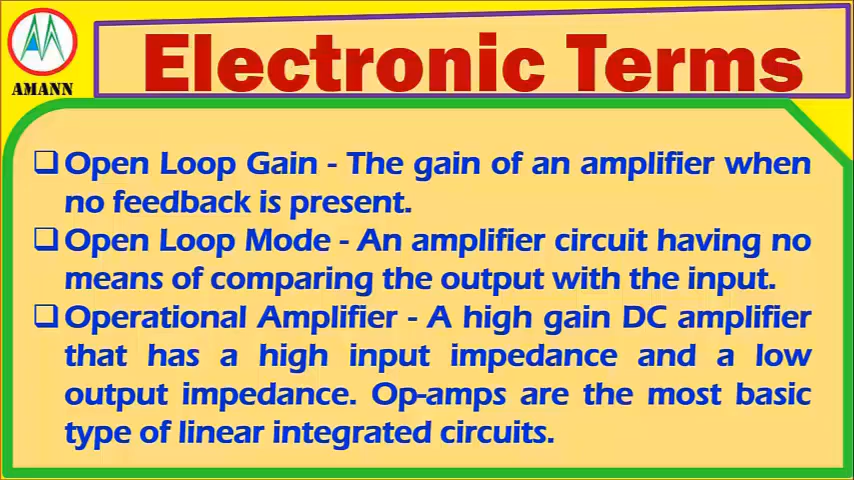 AMANN
Electronic Terms
❑ Open Loop Gain - The gain of an amplifier when
no feedback is present.
❑ Open Loop Mode - An amplifier circuit having no
means of comparing the output with the input.
❑ Operational Amplifier - A high gain DC amplifier
that has a high input impedance and a low
output impedance. Op-amps are the most basic
type of linear integrated circuits.